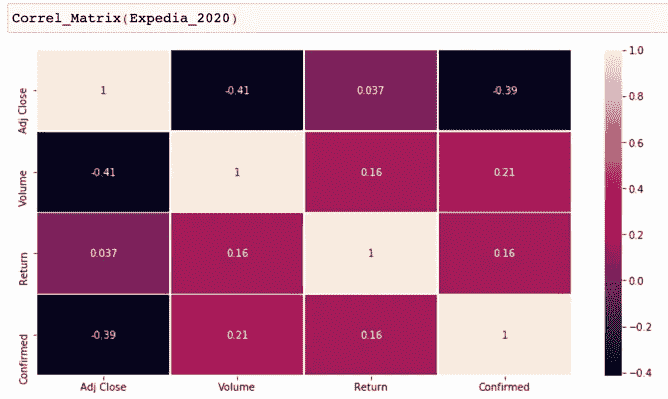 Correl_Matrix(Expedia_2020)
Adj Close 1 -0.41 0.037 -0.39
Volume -0.41 1 0.16 0.21
Return 0.037 0.16 1 0.16
Confirmed -0.39 0.21 0.16 1
Adj Close Volume Return Confirmed
1.0
0.8
0.6
0.4
0.2
0.0
-0.2
-0.4